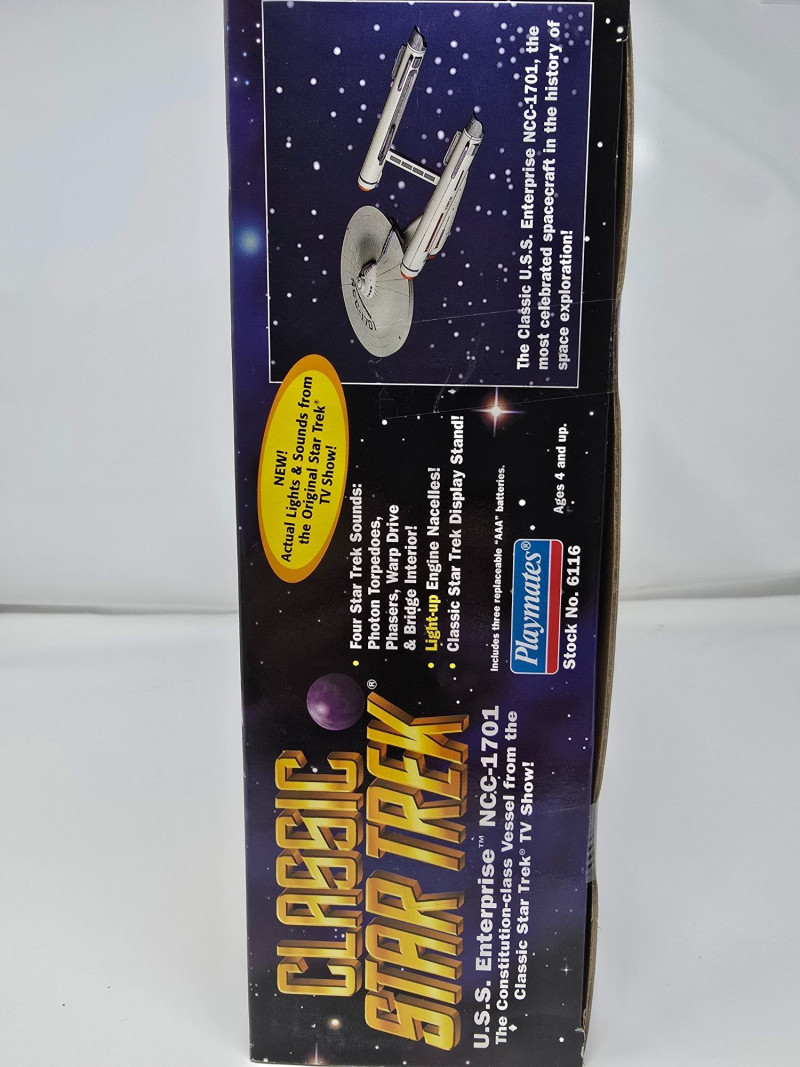 CLASSIC
STAR TREK®
U.S.S. Enterprise™ NCC-1701
The Constitution-class Vessel from the
Classic Star Trek® TV Show!
NEW!
Actual Lights & Sounds from
the Original Star Trek®
TV Show!
• Four Star Trek Sounds:
Photon Torpedoes,
Phasers, Warp Drive
& Bridge Interior!
• Light-up Engine Nacelles!
• Classic Star Trek Display Stand!
Includes three replaceable "AAA" batteries.
Playmates®
Stock No. 6116
Ages 4 and up.
NCC-1701
The Classic U.S.S. Enterprise NCC-1701, the
most celebrated spacecraft in the history of
space exploration!